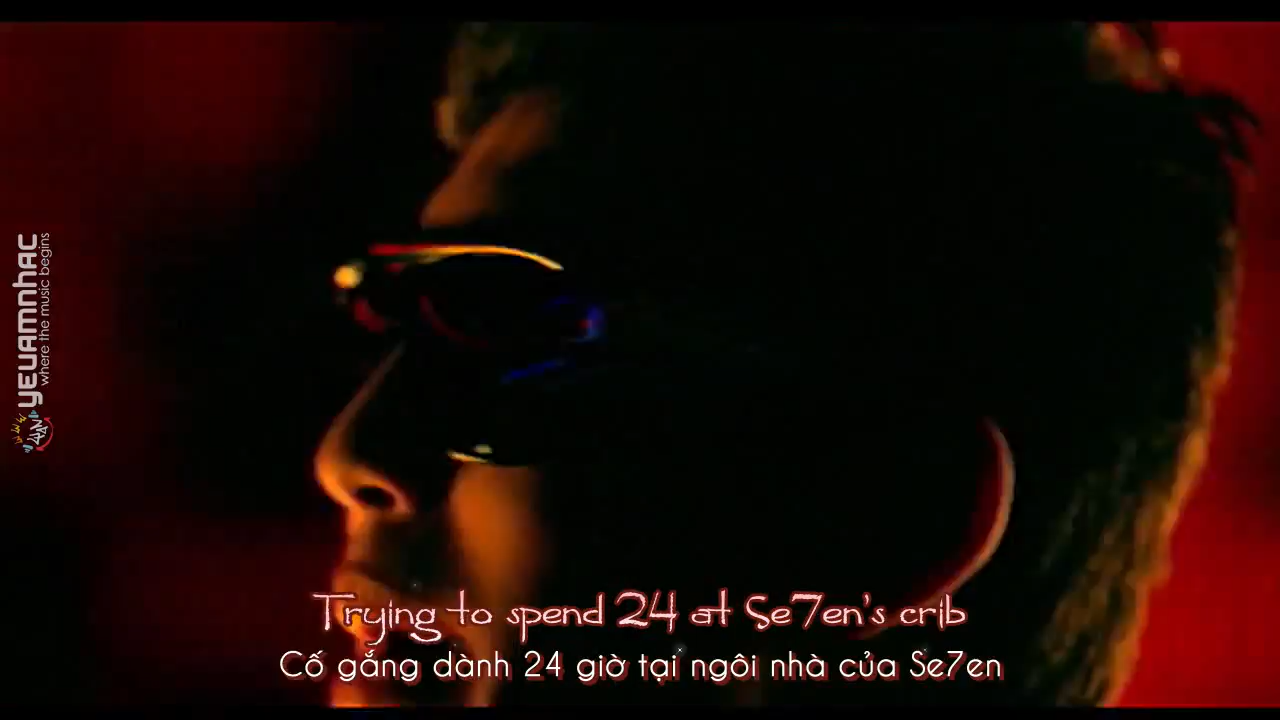 YEUAMNHAC
where the music begins
Trying to spend 24 at Se7en's crib
Cố gắng dành 24 giờ tại ngôi nhà của Se7en